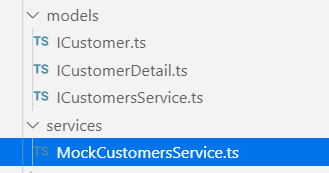 models
TS ICustomer.ts
TS ICustomerDetail.ts
TS ICustomersService.ts
services
TS MockCustomersService.ts